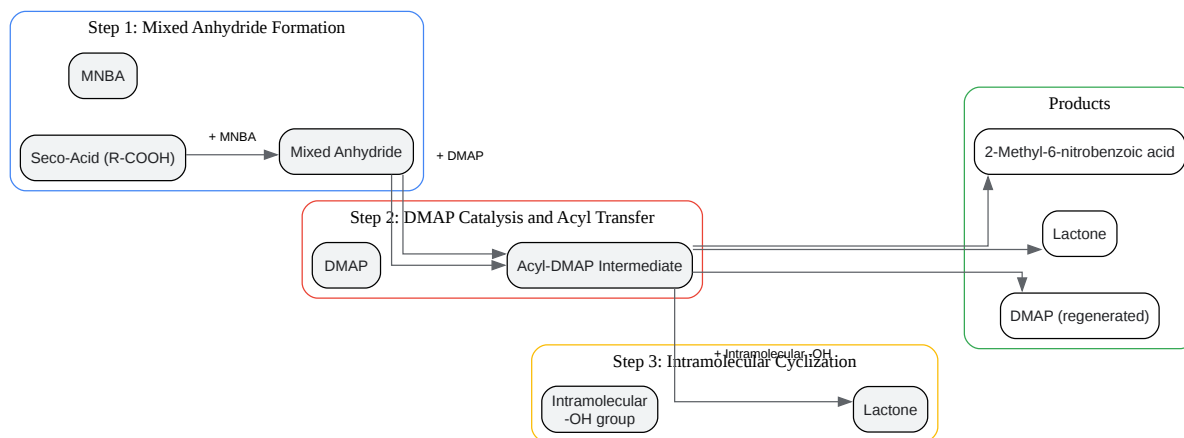 Step 1: Mixed Anhydride Formation
MNBA
Seco-Acid (R-COOH)
+ MNBA
Mixed Anhydride
+ DMAP
Step 2: DMAP Catalysis and Acyl Transfer
DMAP
Acyl-DMAP Intermediate
+ Intramolecular -OH
Step 3: Intramolecular Cyclization
Intramolecular
-OH group
Lactone
Products
2-Methyl-6-nitrobenzoic acid
Lactone
DMAP (regenerated)